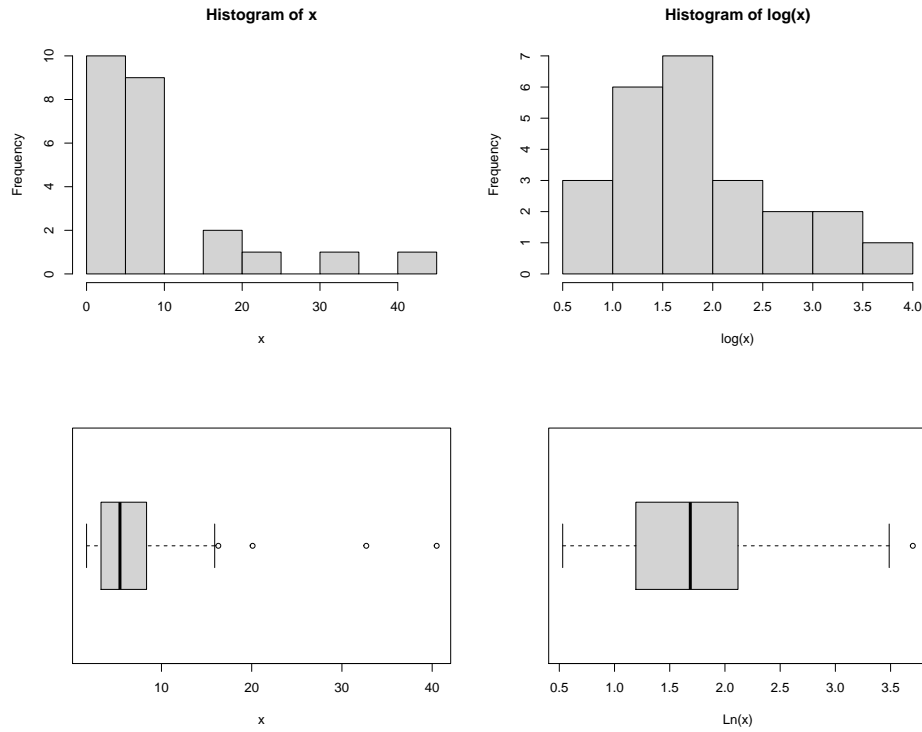 Histogram of x
Frequency
0 2 4 6 8 10
0 10 20 30 40
x
Histogram of log(x)
Frequency
0 1 2 3 4 5 6 7
0.5 1.0 1.5 2.0 2.5 3.0 3.5 4.0
log(x)
10 20 30 40
x
0.5 1.0 1.5 2.0 2.5 3.0 3.5
Ln(x)